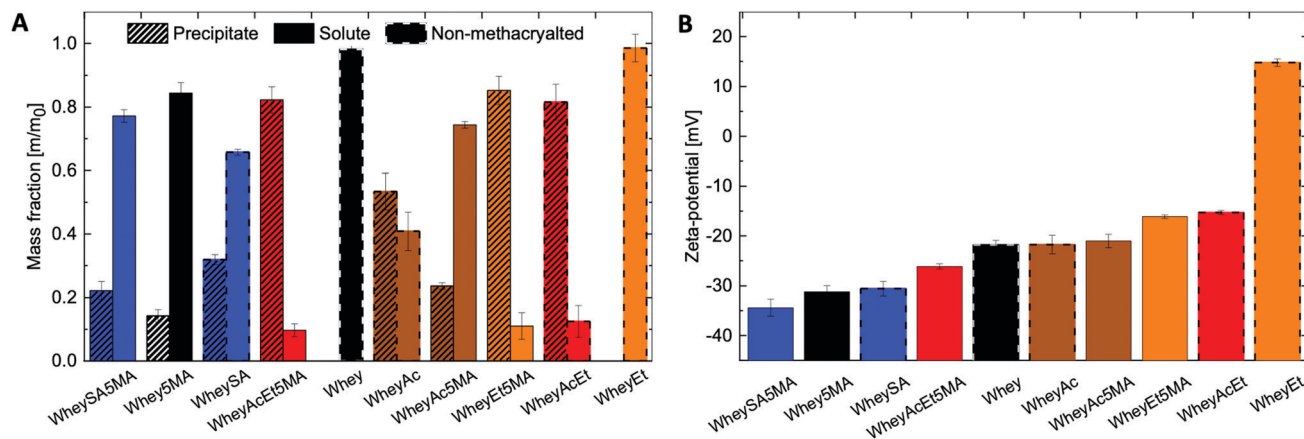 A
Precipitate
Solute
Non-methacryalted
Mass fraction [m/m0]
1.0
0.8
0.6
0.4
0.2
0.0
WheySA5MA
Whey5MA
WheySA
WheyAcEt5MA
Whey
WheyAc
WheyAc5MA
WheyEt5MA
WheyAcEt
WheyEt
B
Zeta-potential [mV]
20
10
0
-10
-20
-30
-40
WheySA5MA
Whey5MA
WheySA
WheyAcEt5MA
Whey
WheyAc
WheyAc5MA
WheyEt5MA
WheyAcEt
WheyEt